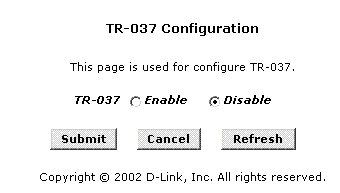 TR-037 Configuration
This page is used for configure TR-037.
TR-037 Enable Disable
Submit Cancel Refresh
Copyright © 2002 D-Link, Inc. All rights reserved.